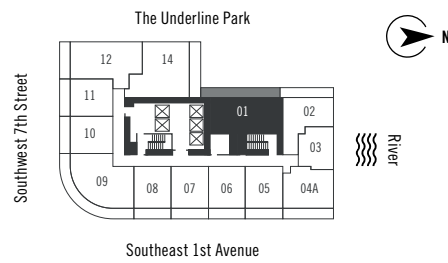 The Underline Park
N
12
14
11
01
02
10
03
River
Southwest 7th Street
09
08
07
06
05
04A
Southeast 1st Avenue